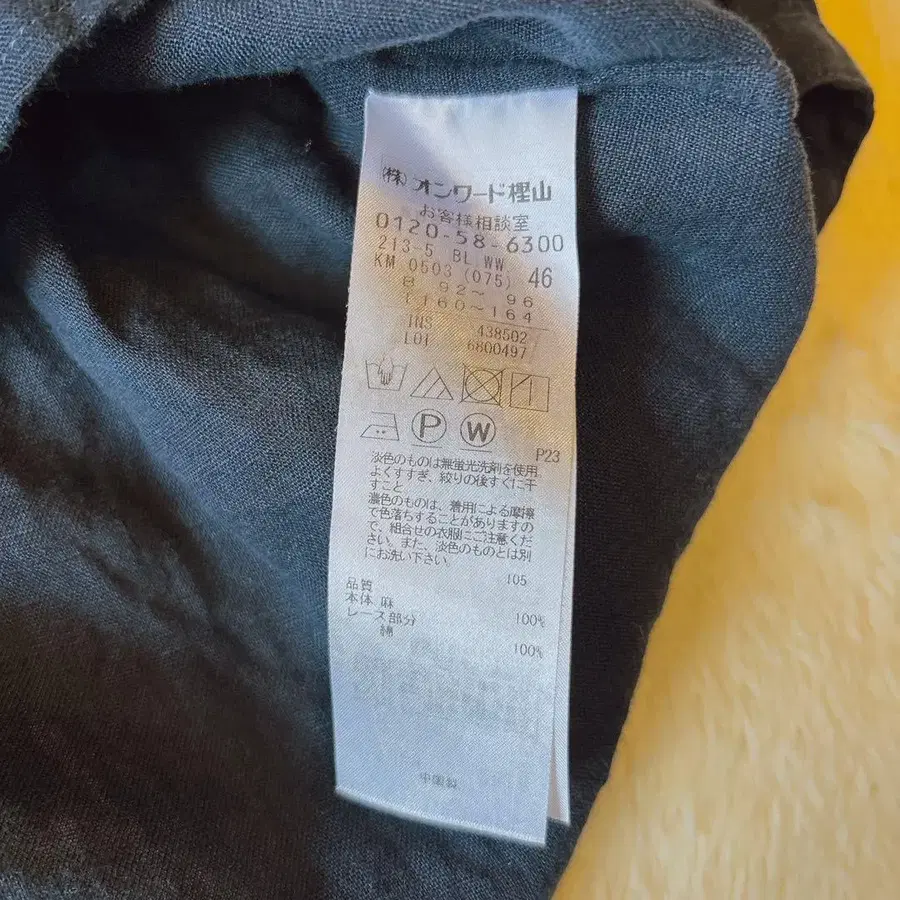 (株)オンワード樫山
お客様相談室
0120-58-6300
213-5 BL WW
KM 0503 (075) 46
B 92～ 96
T 160～164
INS 438502
LOT 6800497
P W
P23
淡色のものは無蛍光洗剤を使用、
よくすすぎ、絞りの後すぐに干
すこと
濃色のものは、着用による摩擦
で色落ちすることがありますの
で、組合せの衣服にご注意くだ
さい。また、淡色のものとは別
にお洗い下さい。
105
品質
本体 麻 100%
レース部分
綿 100%
中国製